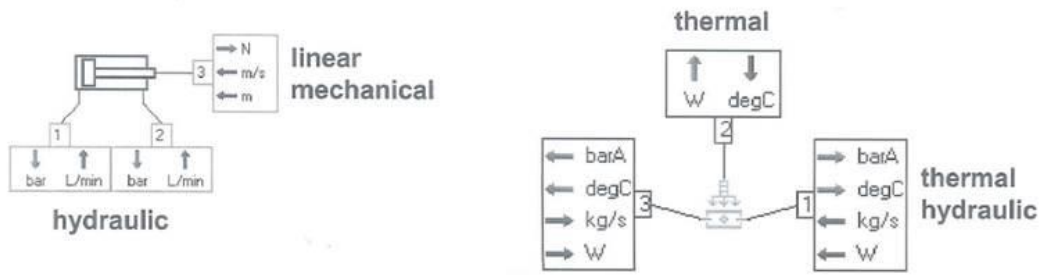 N
m/s
m
3
linear
mechanical
1
2
bar L/min bar L/min
hydraulic
thermal
W degC
2
barA
degC
kg/s
W
3
barA
degC
kg/s
W
1
thermal
hydraulic